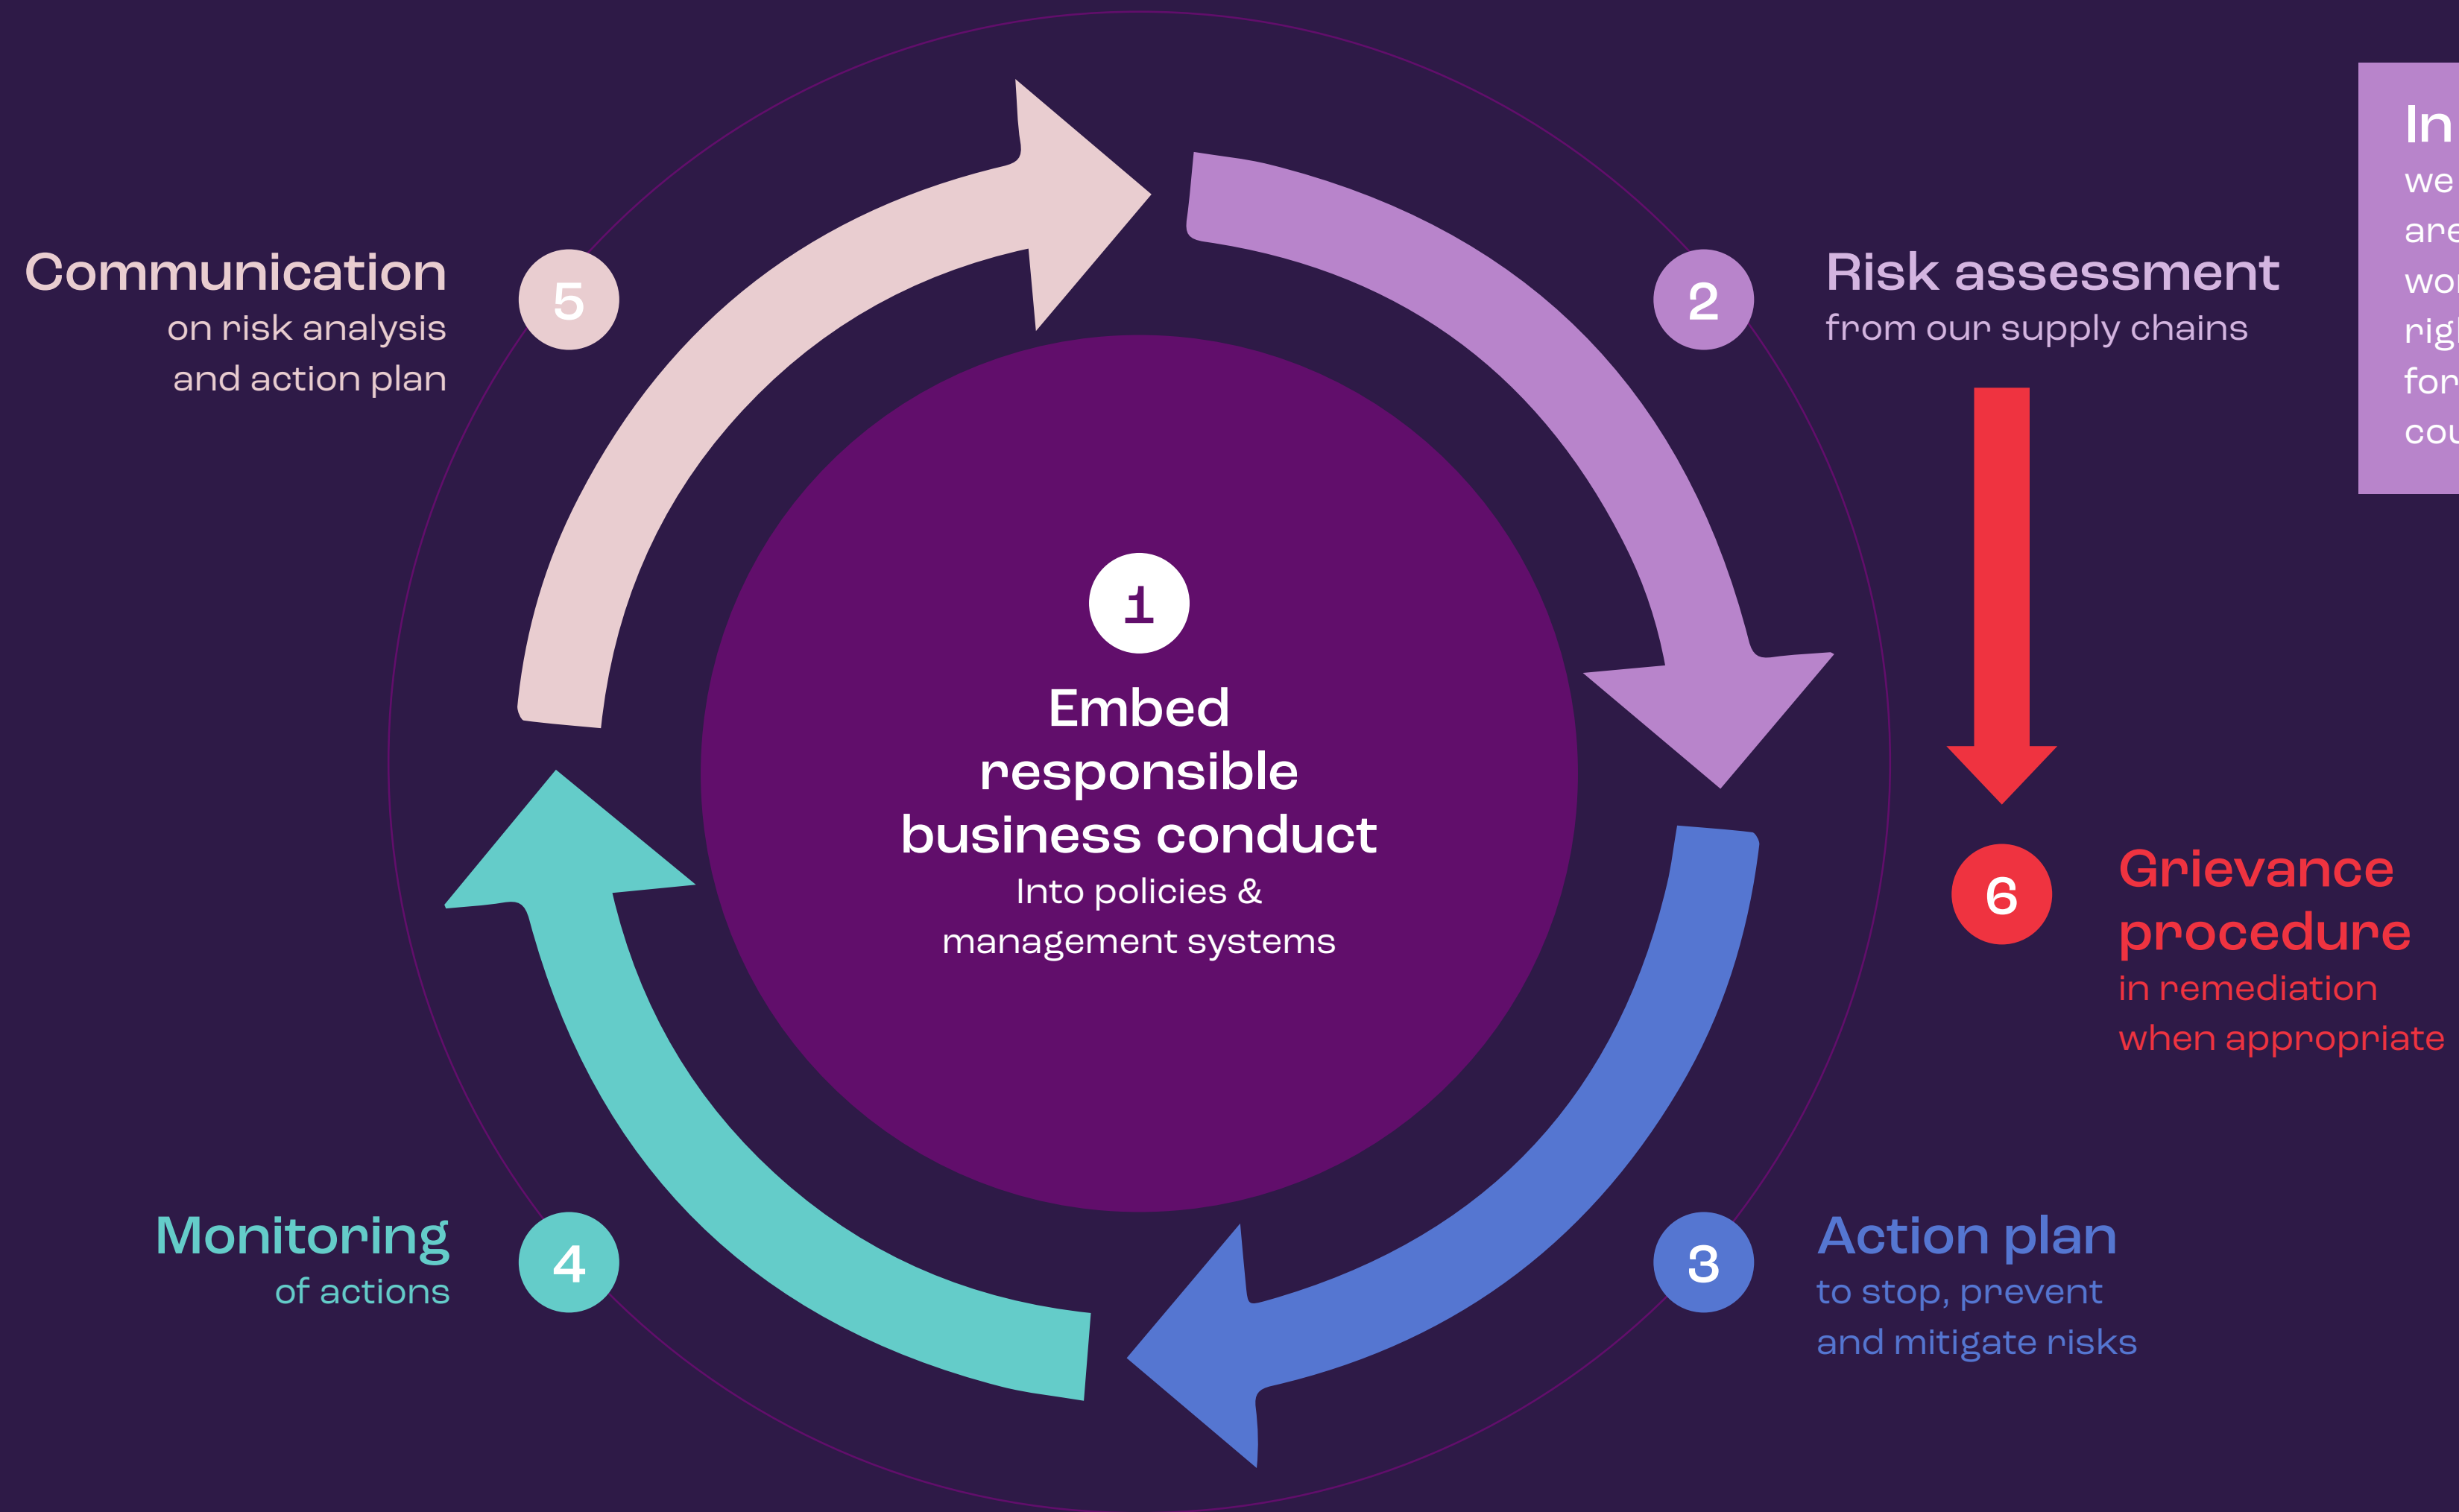 1
Embed
responsible
business conduct
Into policies &
management systems
2
Risk assessment
from our supply chains
3
Action plan
to stop, prevent
and mitigate risks
4
Monitoring
of actions
5
Communication
on risk analysis
and action plan
6
Grievance
procedure
in remediation
when appropriate
In
we